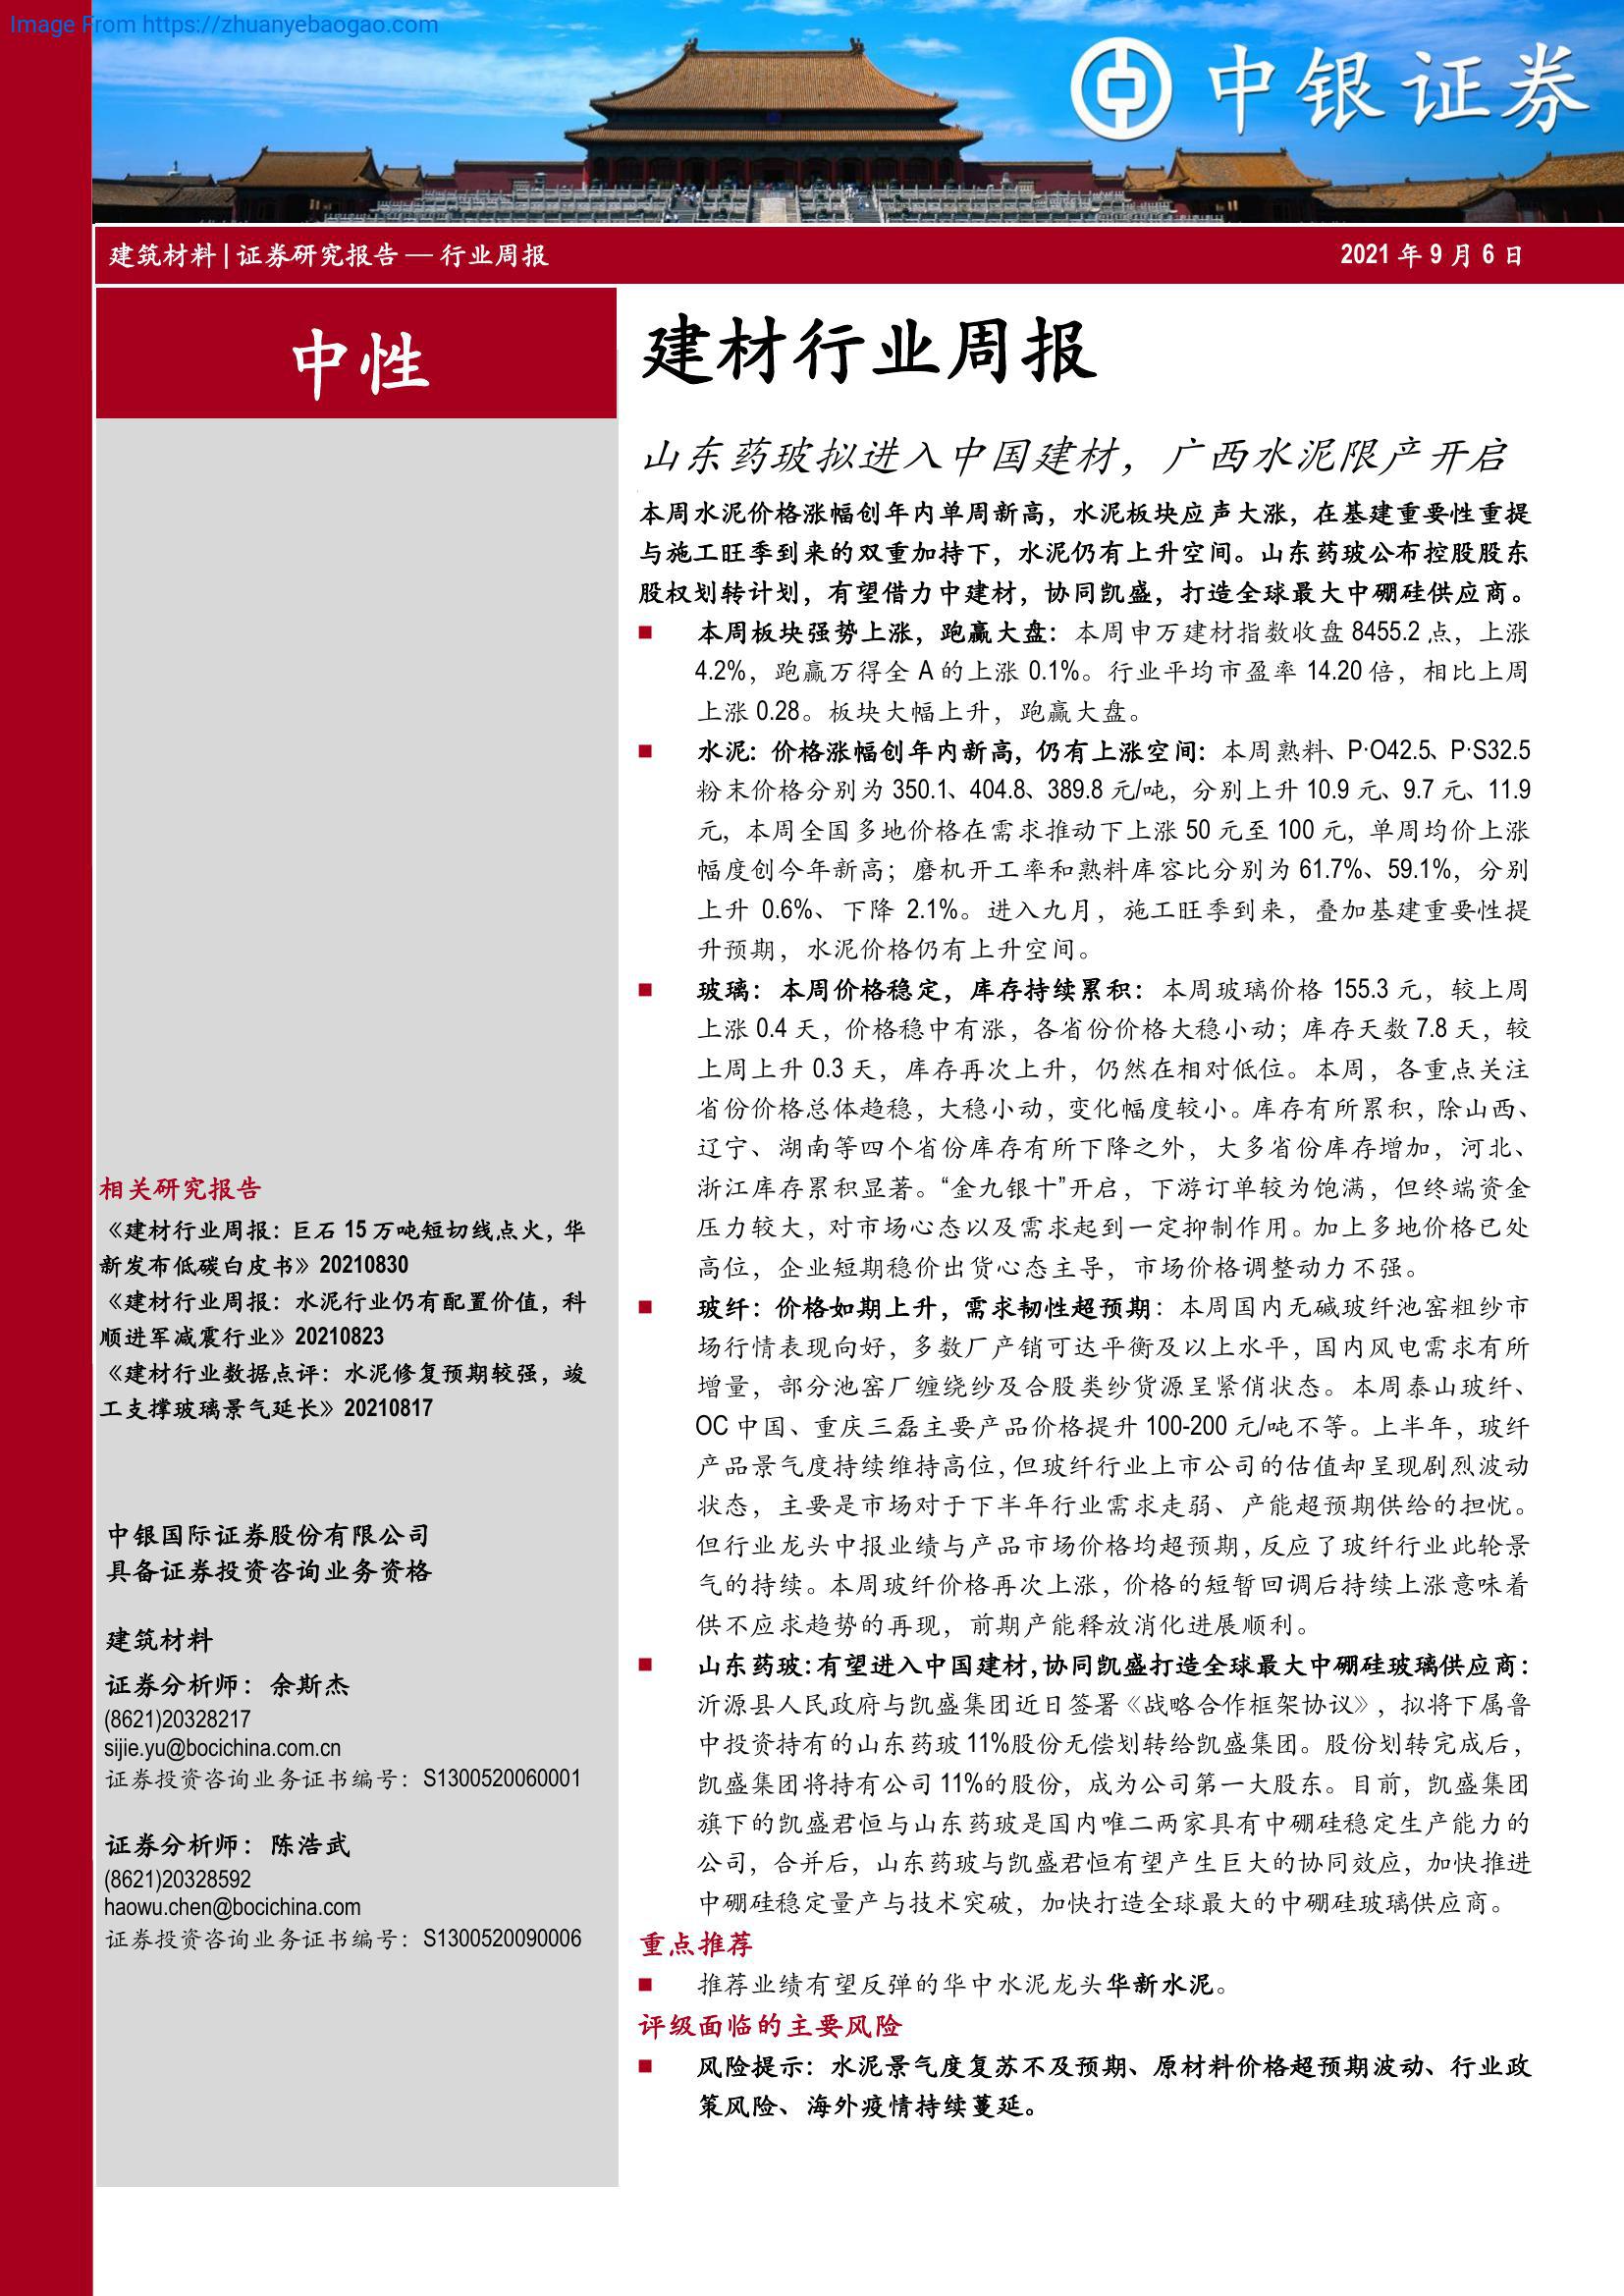 Image From https://zhuanyebaogao.com
中银证券
建筑材料|证券研究报告—行业周报
2021年9月6日
中性
建材行业周报
山东药玻拟进入中国建材，广西水泥限产开启
本周水泥价格涨幅创年内单周新高，水泥板块应声大涨，在基建重要性重提
与施工旺季到来的双重加持下，水泥仍有上升空间。山东药玻公布控股股东
股权划转计划，有望借力中建材，协同凯盛，打造全球最大中硼硅供应商。
■ 本周板块强势上涨，跑赢大盘：本周申万建材指数收盘8455.2点，上涨
4.2%，跑赢万得全A的上涨0.1%。行业平均市盈率14.20倍，相比上周
上涨0.28。板块大幅上升，跑赢大盘。
■ 水泥：价格涨幅创年内新高，仍有上涨空间：本周熟料、P·O42.5、P·S32.5
粉末价格分别为350.1、404.8、389.8元/吨，分别上升10.9元、9.7元、11.9
元，本周全国多地价格在需求推动下上涨50元至100元，单周均价上涨
幅度创今年新高；磨机开工率和熟料库容比分别为61.7%、59.1%，分别
上升0.6%、下降2.1%。进入九月，施工旺季到来，叠加基建重要性提
升预期，水泥价格仍有上升空间。
■ 玻璃：本周价格稳定，库存持续累积：本周玻璃价格155.3元，较上周
上涨0.4天，价格稳中有涨，各省份价格大稳小动；库存天数7.8天，较
上周上升0.3天，库存再次上升，仍然在相对低位。本周，各重点关注
省份价格总体趋稳，大稳小动，变化幅度较小。库存有所累积，除山西、
辽宁、湖南等四个省份库存有所下降之外，大多省份库存增加，河北、
浙江库存累积显著。“金九银十”开启，下游订单较为饱满，但终端资金
压力较大，对市场心态以及需求起到一定抑制作用。加上多地价格已处
高位，企业短期稳价出货心态主导，市场价格调整动力不强。
■ 玻纤：价格如期上升，需求韧性超预期：本周国内无碱玻纤池窑粗纱市
场行情表现向好，多数厂产销可达平衡及以上水平，国内风电需求有所
增量，部分池窑厂缠绕纱及合股类纱货源呈紧俏状态。本周泰山玻纤、
OC中国、重庆三磊主要产品价格提升100-200元/吨不等。上半年，玻纤
产品景气度持续维持高位，但玻纤行业上市公司的估值却呈现剧烈波动
状态，主要是市场对于下半年行业需求走弱、产能超预期供给的担忧。
但行业龙头中报业绩与产品市场价格均超预期，反应了玻纤行业此轮景
气的持续。本周玻纤价格再次上涨，价格的短暂回调后持续上涨意味着
供不应求趋势的再现，前期产能释放消化进展顺利。
■ 山东药玻：有望进入中国建材，协同凯盛打造全球最大中硼硅玻璃供应商：
沂源县人民政府与凯盛集团近日签署《战略合作框架协议》，拟将下属鲁
中投资持有的山东药玻11%股份无偿划转给凯盛集团。股份划转完成后，
凯盛集团将持有公司11%的股份，成为公司第一大股东。目前，凯盛集团
旗下的凯盛君恒与山东药玻是国内唯二两家具有中硼硅稳定生产能力的
公司，合并后，山东药玻与凯盛君恒有望产生巨大的协同效应，加快推进
中硼硅稳定量产与技术突破，加快打造全球最大的中硼硅玻璃供应商。
重点推荐
■ 推荐业绩有望反弹的华中水泥龙头华新水泥。
评级面临的主要风险
■ 风险提示：水泥景气度复苏不及预期、原材料价格超预期波动、行业政
策风险、海外疫情持续蔓延。
相关研究报告
《建材行业周报：巨石15万吨短切线点火，华
新发布低碳白皮书》20210830
《建材行业周报：水泥行业仍有配置价值，科
顺进军减震行业》20210823
《建材行业数据点评：水泥修复预期较强，竣
工支撑玻璃景气延长》20210817
中银国际证券股份有限公司
具备证券投资咨询业务资格
建筑材料
证券分析师：余斯杰
(8621)20328217
sijie.yu@bocichina.com.cn
证券投资咨询业务证书编号：S1300520060001
证券分析师：陈浩武
(8621)20328592
haowu.chen@bocichina.com
证券投资咨询业务证书编号：S1300520090006